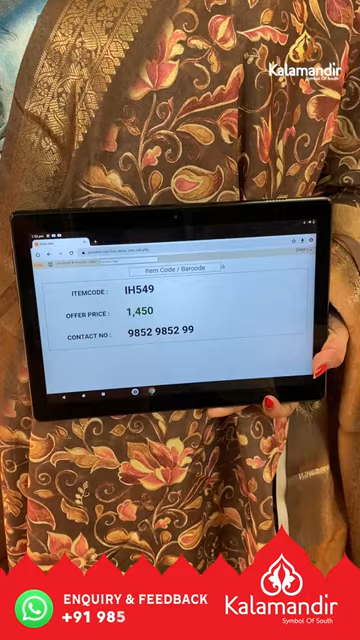 Kalamandir
Symbol Of South
Item Code / Barcode
ITEMCODE : IH549
OFFER PRICE : 1,450
CONTACT NO : 9852 9852 99
ENQUIRY & FEEDBACK
+91 985
Kalamandir
Symbol Of South